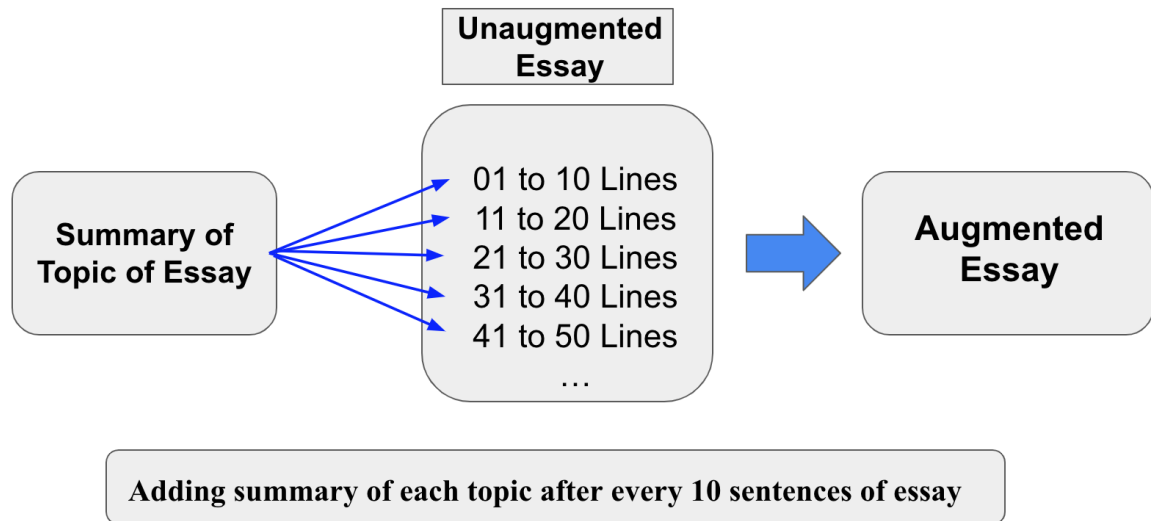 Unaugmented
Essay
Summary of
Topic of Essay
01 to 10 Lines
11 to 20 Lines
21 to 30 Lines
31 to 40 Lines
41 to 50 Lines
...
Augmented
Essay
Adding summary of each topic after every 10 sentences of essay